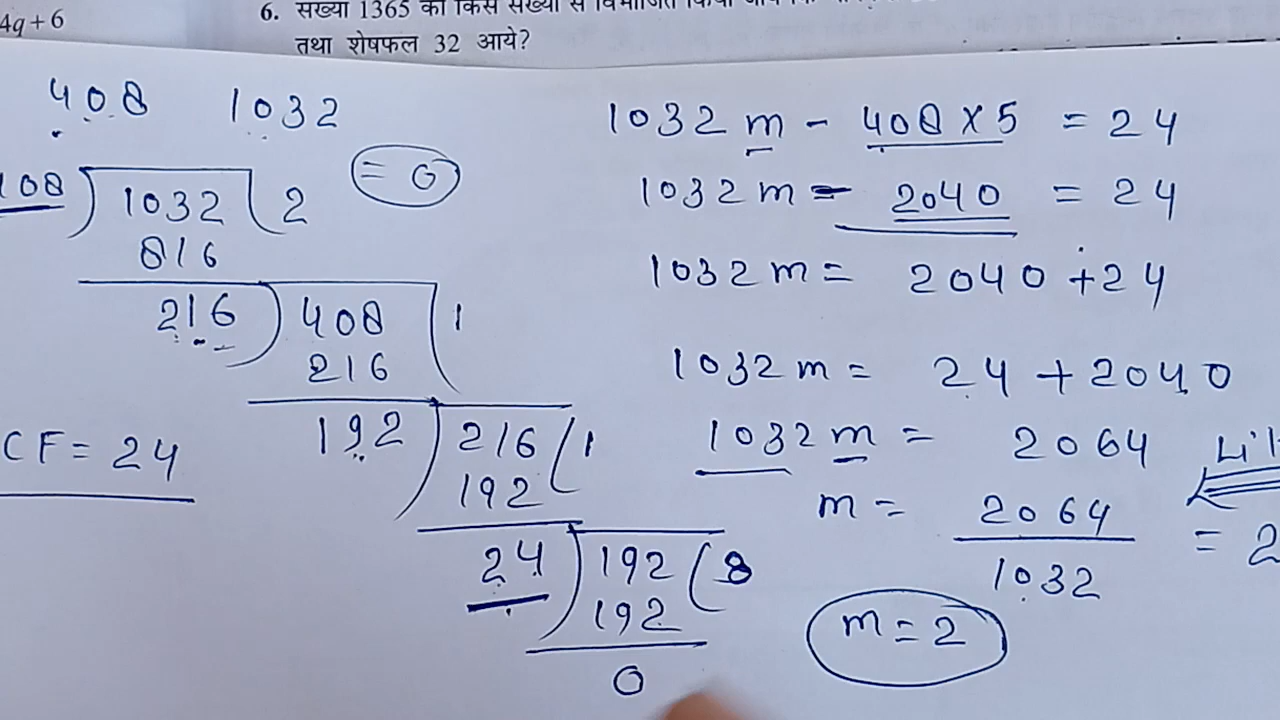 4q+6
6. संख्या 1365 को किस संख्या से विभाजित किया
तथा शेषफल 32 आये?
408 1032
408 ) 1032 ( 2
= 0
816
216 ) 408 ( 1
216
192 ) 216 ( 1
192
24 ) 192 ( 8
192
0
CF = 24
1032 m - 408 x 5 = 24
1032 m - 2040 = 24
1032 m = 2040 + 24
1032 m = 24 + 2040
1032 m = 2064
m = 2064
1032
= 2
m = 2